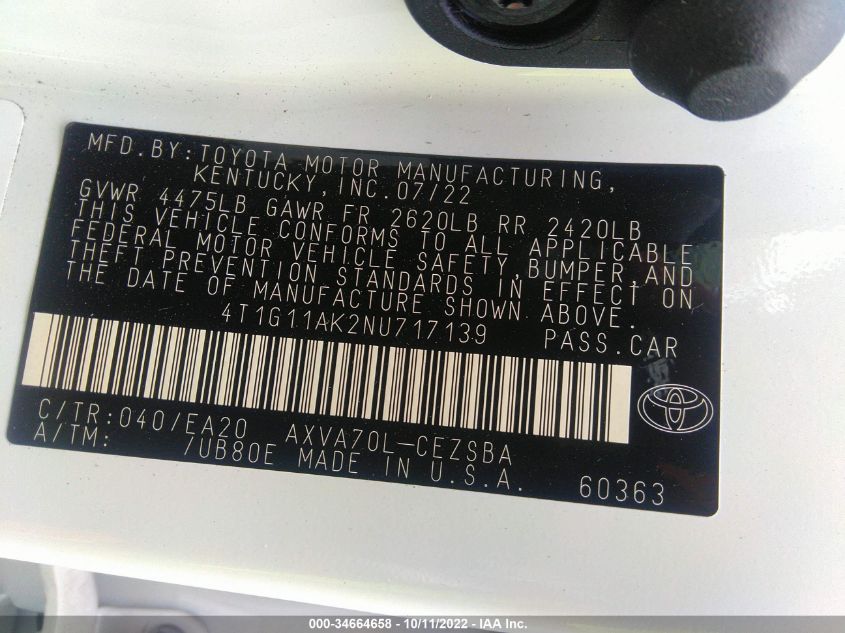 MFD.BY:TOYOTA MOTOR MANUFACTURING,
KENTUCKY,INC.07/22
GVWR 4475LB GAWR FR 2620LB RR 2420LB
THIS VEHICLE CONFORMS TO ALL APPLICABLE
FEDERAL MOTOR VEHICLE SAFETY,BUMPER,AND
THEFT PREVENTION STANDARDS IN EFFECT ON
THE DATE OF MANUFACTURE SHOWN ABOVE.
4T1G11AK2NU717139 PASS.CAR
C/TR:040/EA20 AXVA70L-CEZSBA
A/TM: /UB80E MADE IN U.S.A. 60363
000-34664658 - 10/11/2022 - IAA Inc.